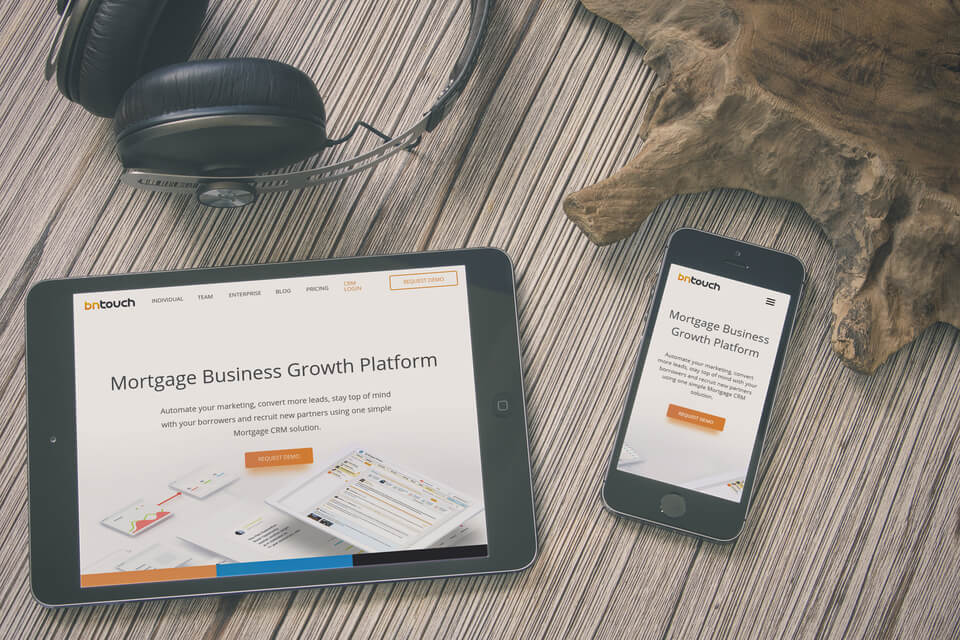 bntouch
INDIVIDUAL
TEAM
ENTERPRISE
BLOG
PRICING
CRM
LOGIN
REQUEST DEMO
Mortgage Business Growth Platform
Automate your marketing, convert more leads, stay top of mind
with your borrowers and recruit new partners using one simple
Mortgage CRM solution.
REQUEST DEMO
bntouch
Mortgage Business
Growth Platform
Automate your marketing, convert
more leads, stay top of mind with your
borrowers and recruit new partners
using one simple Mortgage CRM
solution.
REQUEST DEMO